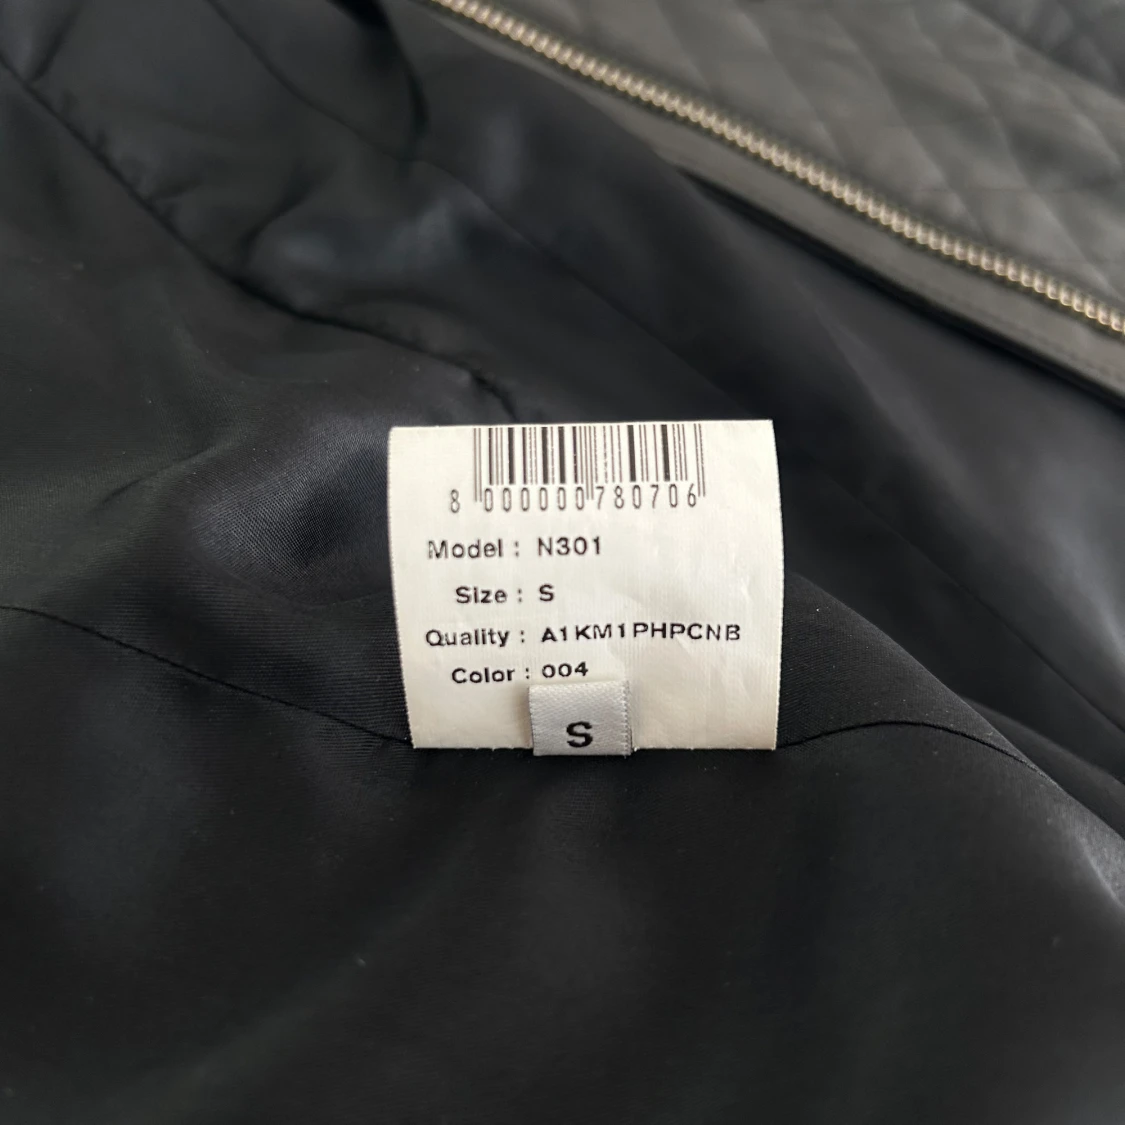 8 000000 780706
Model : N301
Size : S
Quality : A1KM1PHPCNB
Color : 004
S